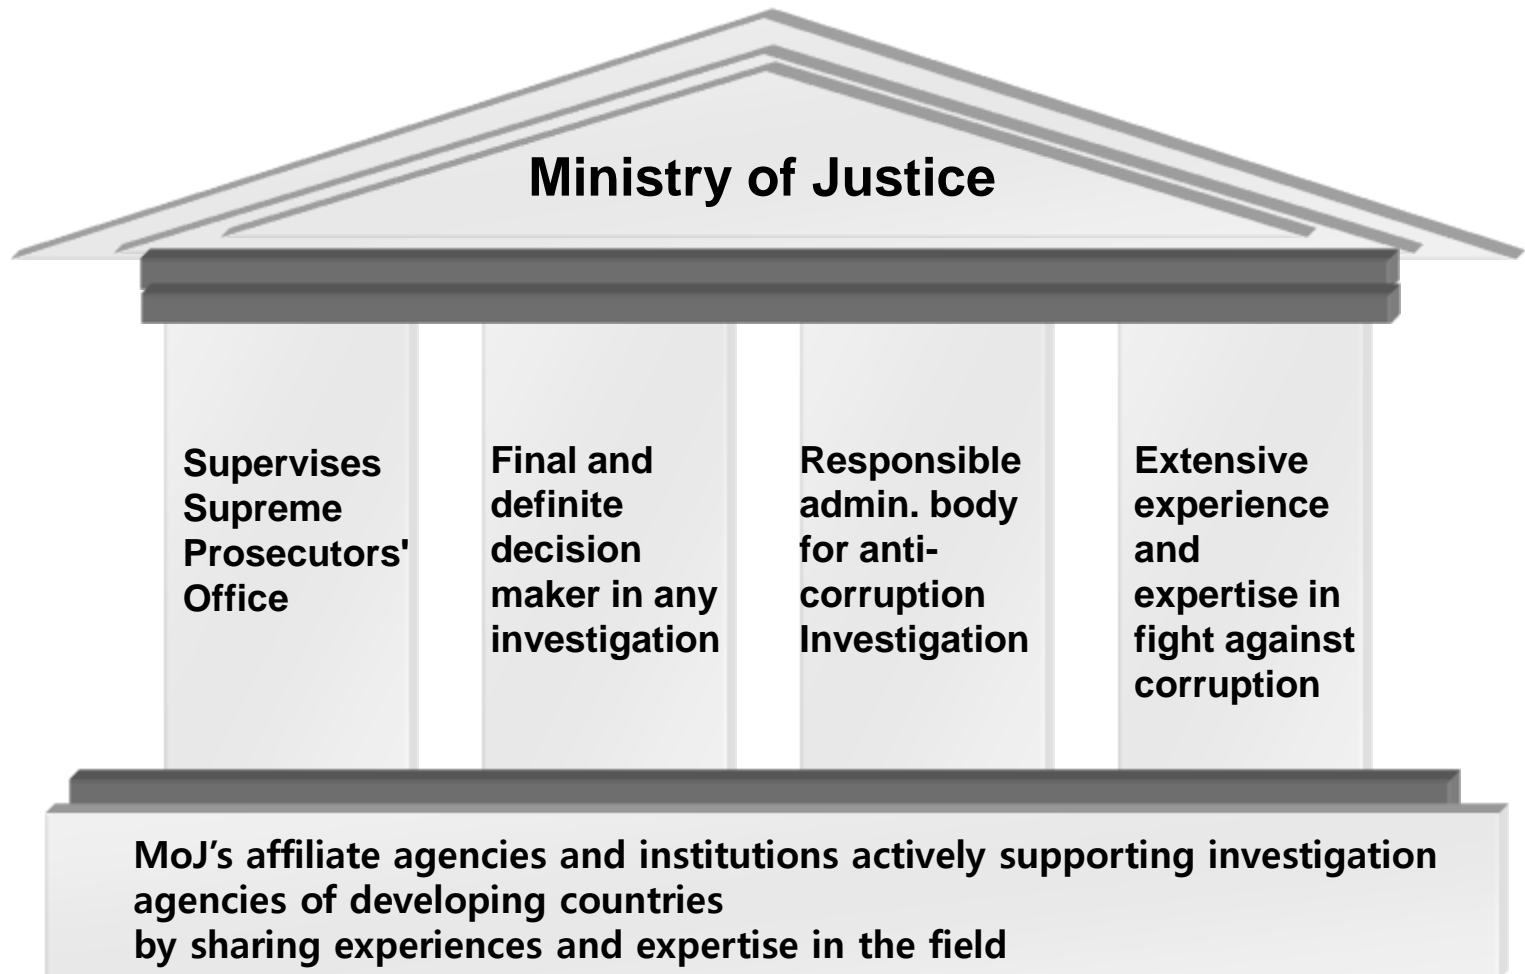 Ministry of Justice
Supervises
Supreme
Prosecutors'
Office
Final and
definite
decision
maker in any
investigation
Responsible
admin. body
for anti-
corruption
Investigation
Extensive
experience
and
expertise in
fight against
corruption
MoJ’s affiliate agencies and institutions actively supporting investigation
agencies of developing countries
by sharing experiences and expertise in the field